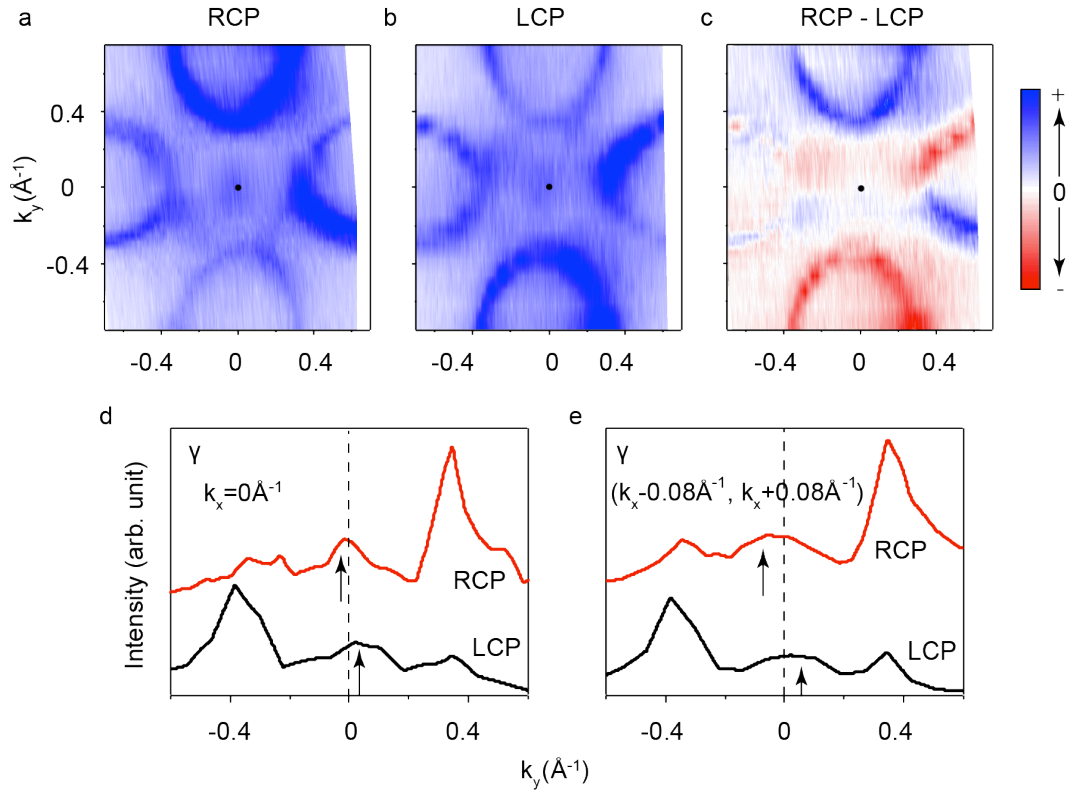 a RCP b LCP c RCP - LCP
+
0
-
k_y(Å⁻¹)
0.4
0
-0.4
-0.4 0 0.4 -0.4 0 0.4 -0.4 0 0.4
d e
γ γ
k_x=0Å⁻¹ (k_x-0.08Å⁻¹, k_x+0.08Å⁻¹)
RCP RCP
LCP LCP
Intensity (arb. unit)
-0.4 0 0.4 -0.4 0 0.4
k_y(Å⁻¹)